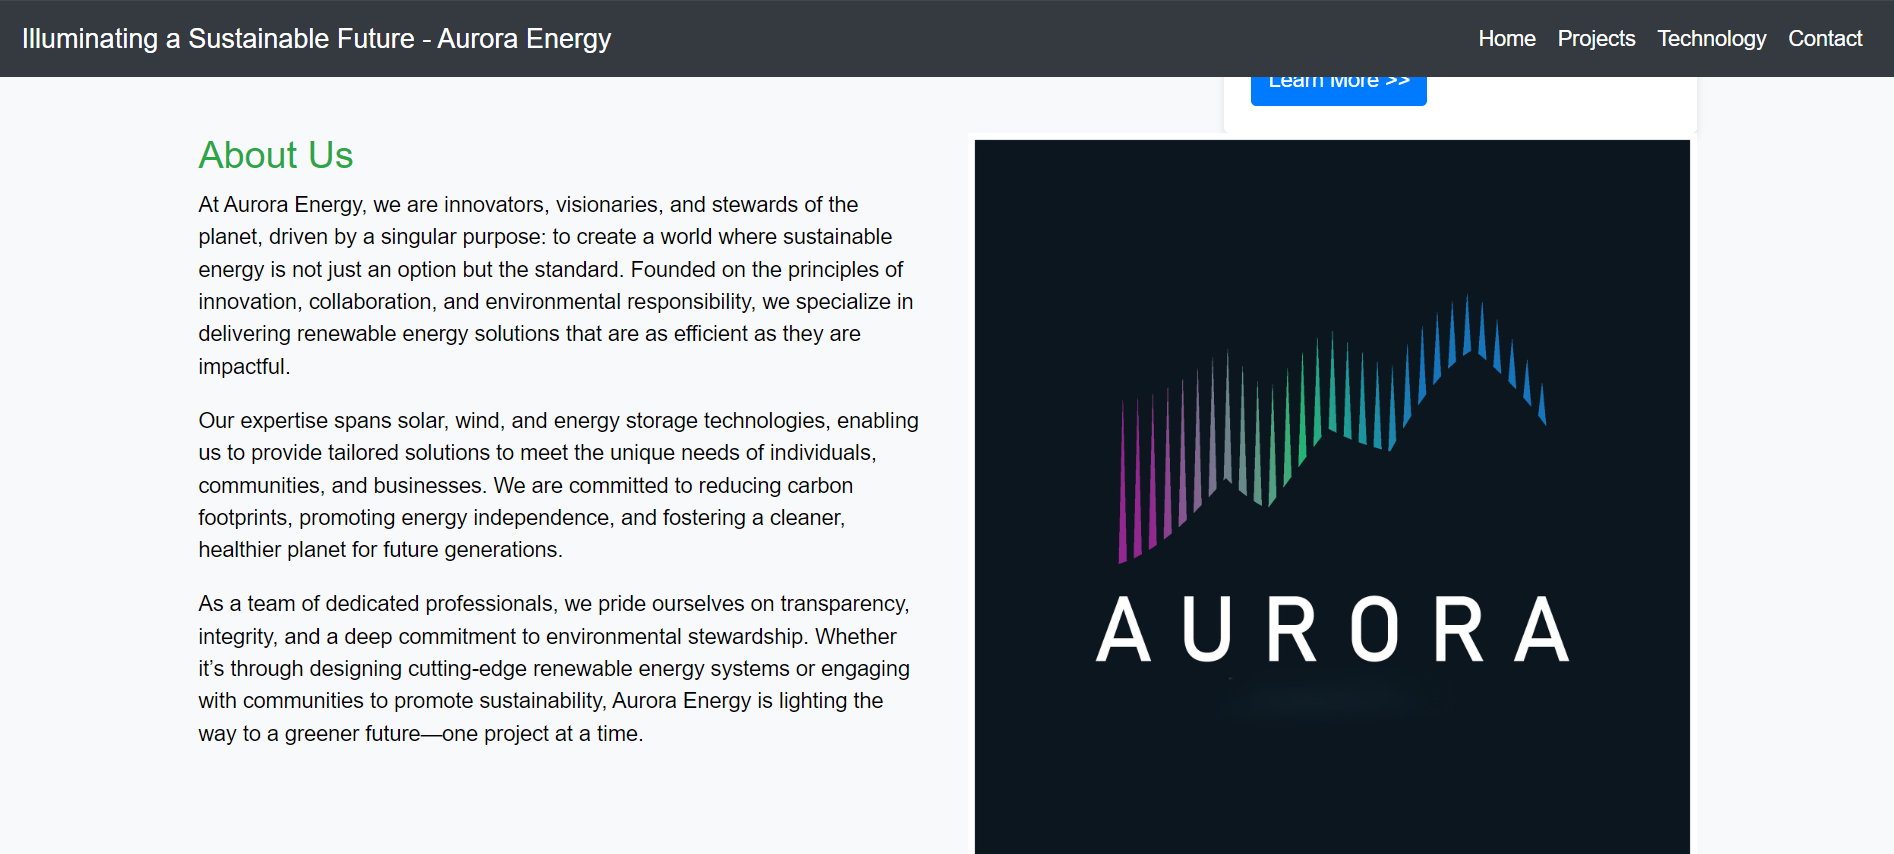 Illuminating a Sustainable Future - Aurora Energy
Home Projects Technology Contact
Learn More >>
About Us
At Aurora Energy, we are innovators, visionaries, and stewards of the
planet, driven by a singular purpose: to create a world where sustainable
energy is not just an option but the standard. Founded on the principles of
innovation, collaboration, and environmental responsibility, we specialize in
delivering renewable energy solutions that are as efficient as they are
impactful.
Our expertise spans solar, wind, and energy storage technologies, enabling
us to provide tailored solutions to meet the unique needs of individuals,
communities, and businesses. We are committed to reducing carbon
footprints, promoting energy independence, and fostering a cleaner,
healthier planet for future generations.
As a team of dedicated professionals, we pride ourselves on transparency,
integrity, and a deep commitment to environmental stewardship. Whether
it’s through designing cutting-edge renewable energy systems or engaging
with communities to promote sustainability, Aurora Energy is lighting the
way to a greener future—one project at a time.
AURORA